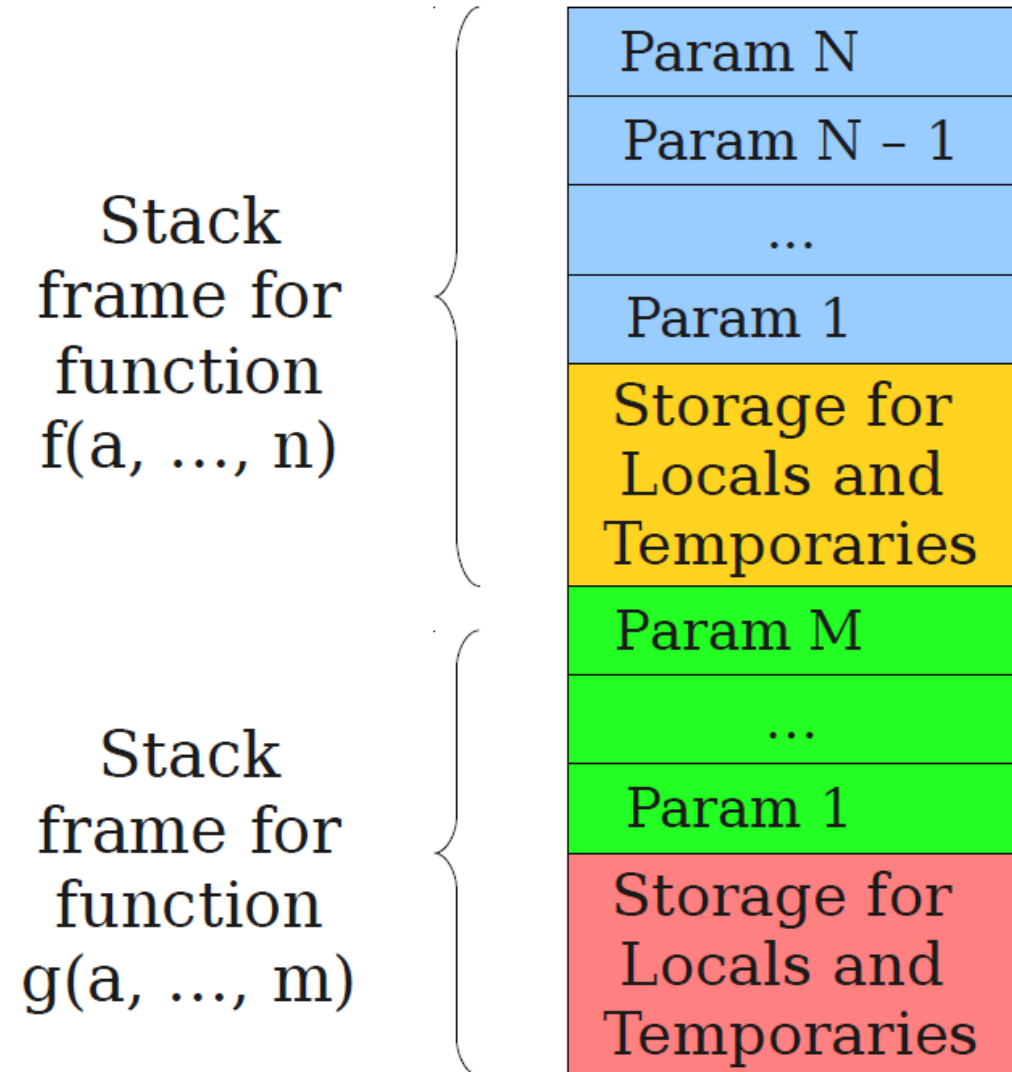 Stack
frame for
function
f(a, ..., n)
Param N
Param N – 1
...
Param 1
Storage for
Locals and
Temporaries
Stack
frame for
function
g(a, ..., m)
Param M
...
Param 1
Storage for
Locals and
Temporaries